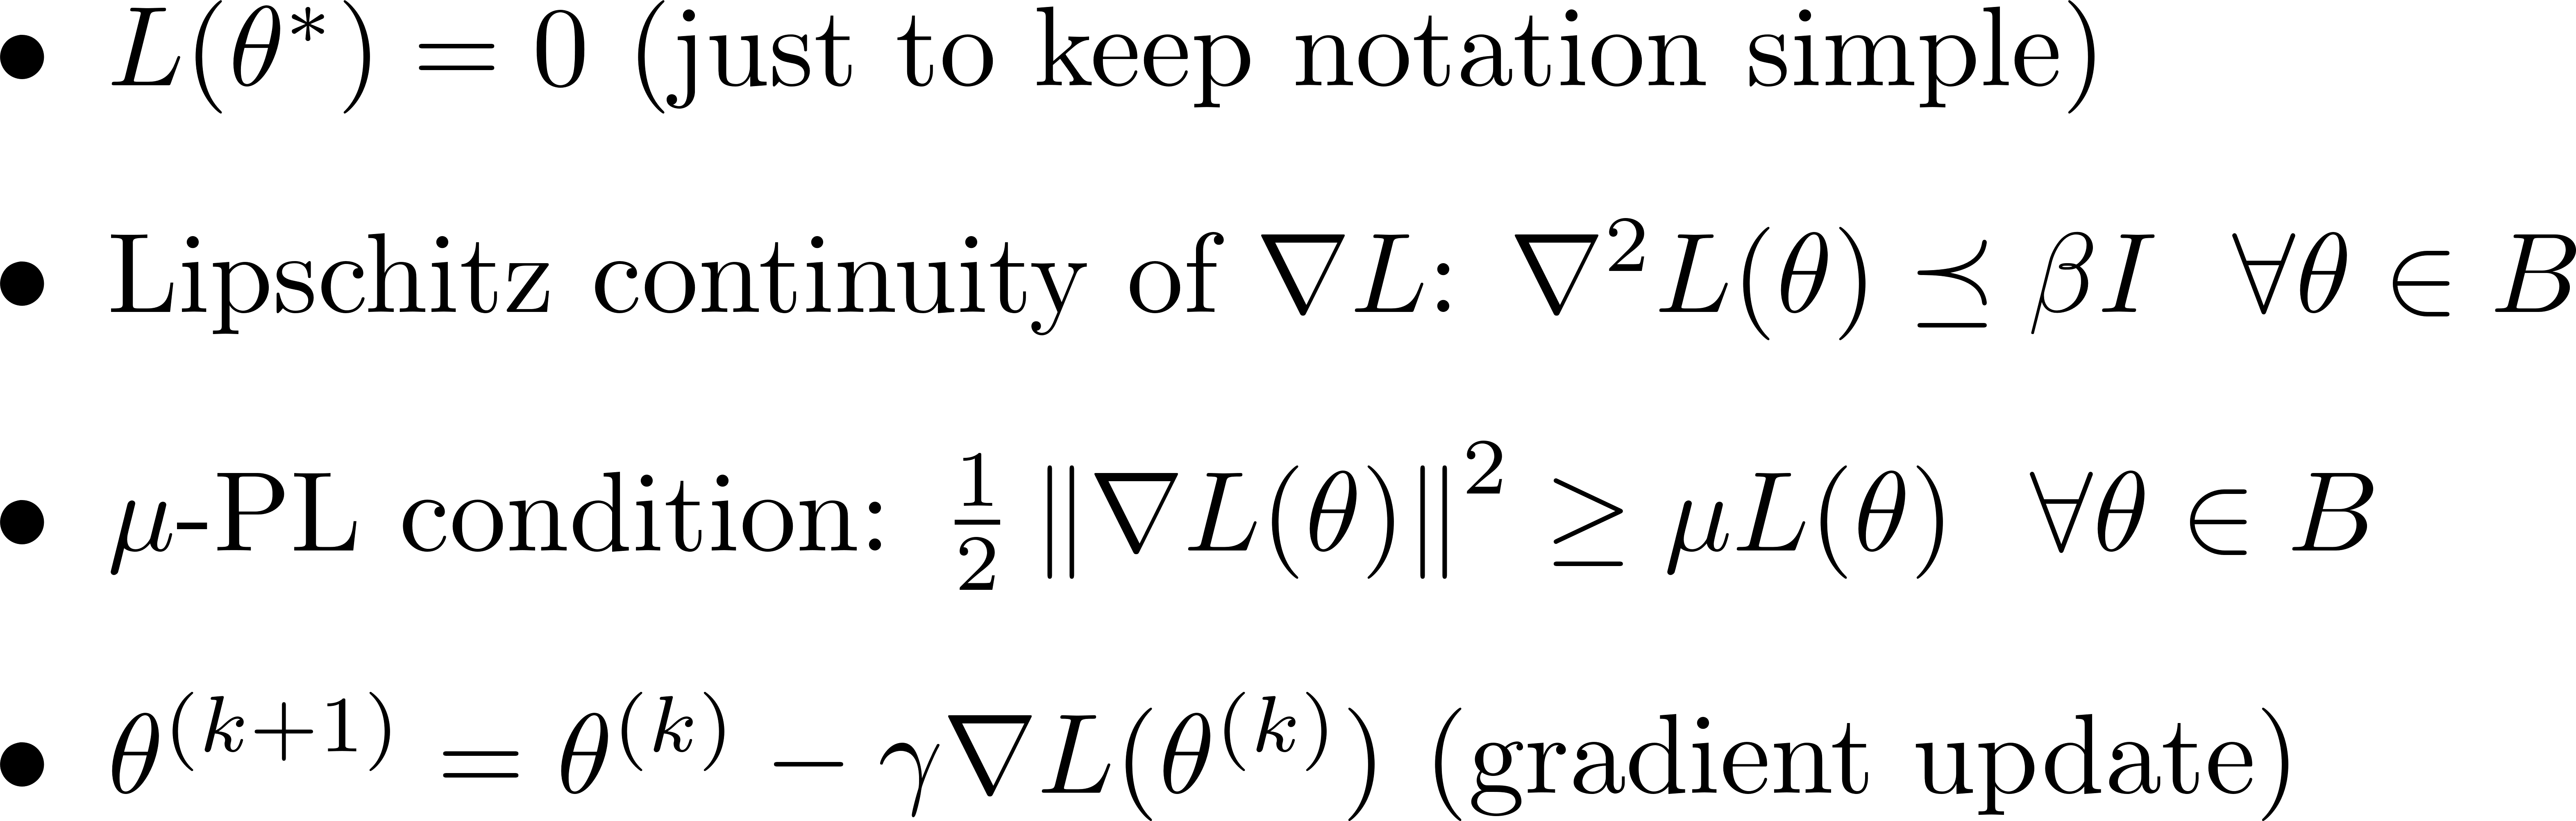 • L(θ*) = 0 (just to keep notation simple)
• Lipschitz continuity of ∇L: ∇²L(θ) ⪯ βI ∀θ ∈ B
• μ-PL condition: ½ ‖∇L(θ)‖² ≥ μL(θ) ∀θ ∈ B
• θ⁽ᵏ⁺¹⁾ = θ⁽ᵏ⁾ − γ∇L(θ⁽ᵏ⁾) (gradient update)